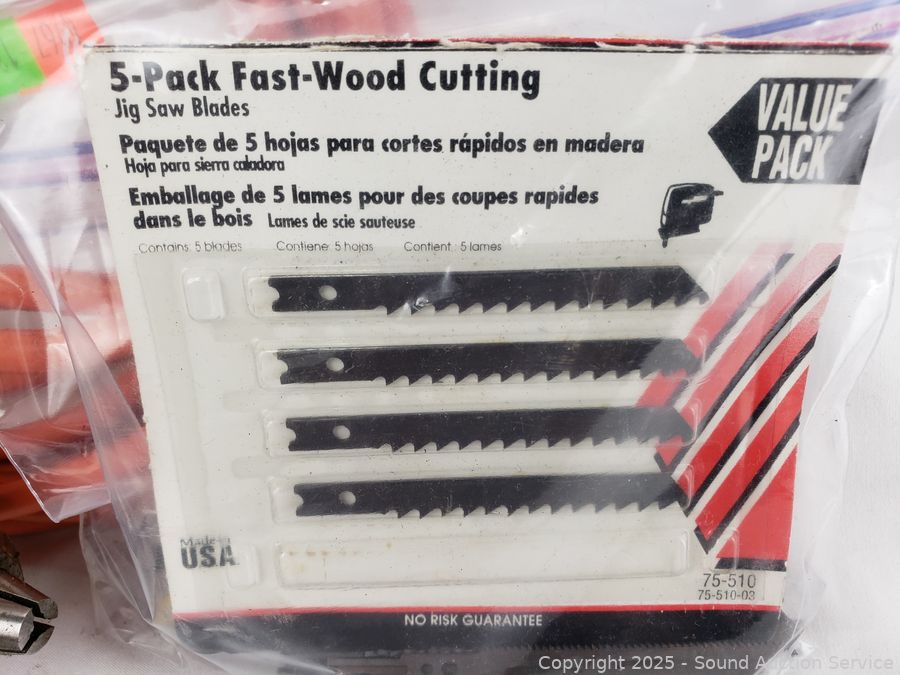 5-Pack Fast-Wood Cutting
Jig Saw Blades
VALUE
PACK
Paquete de 5 hojas para cortes rápidos en madera
Hoja para sierra caladora
Emballage de 5 lames pour des coupes rapides
dans le bois Lames de scie sauteuse
Contains: 5 blades Contiene: 5 hojas Contient: 5 lames
Made in
USA
75-510
75-510-03
NO RISK GUARANTEE
Copyright 2025 - Sound Auction Service